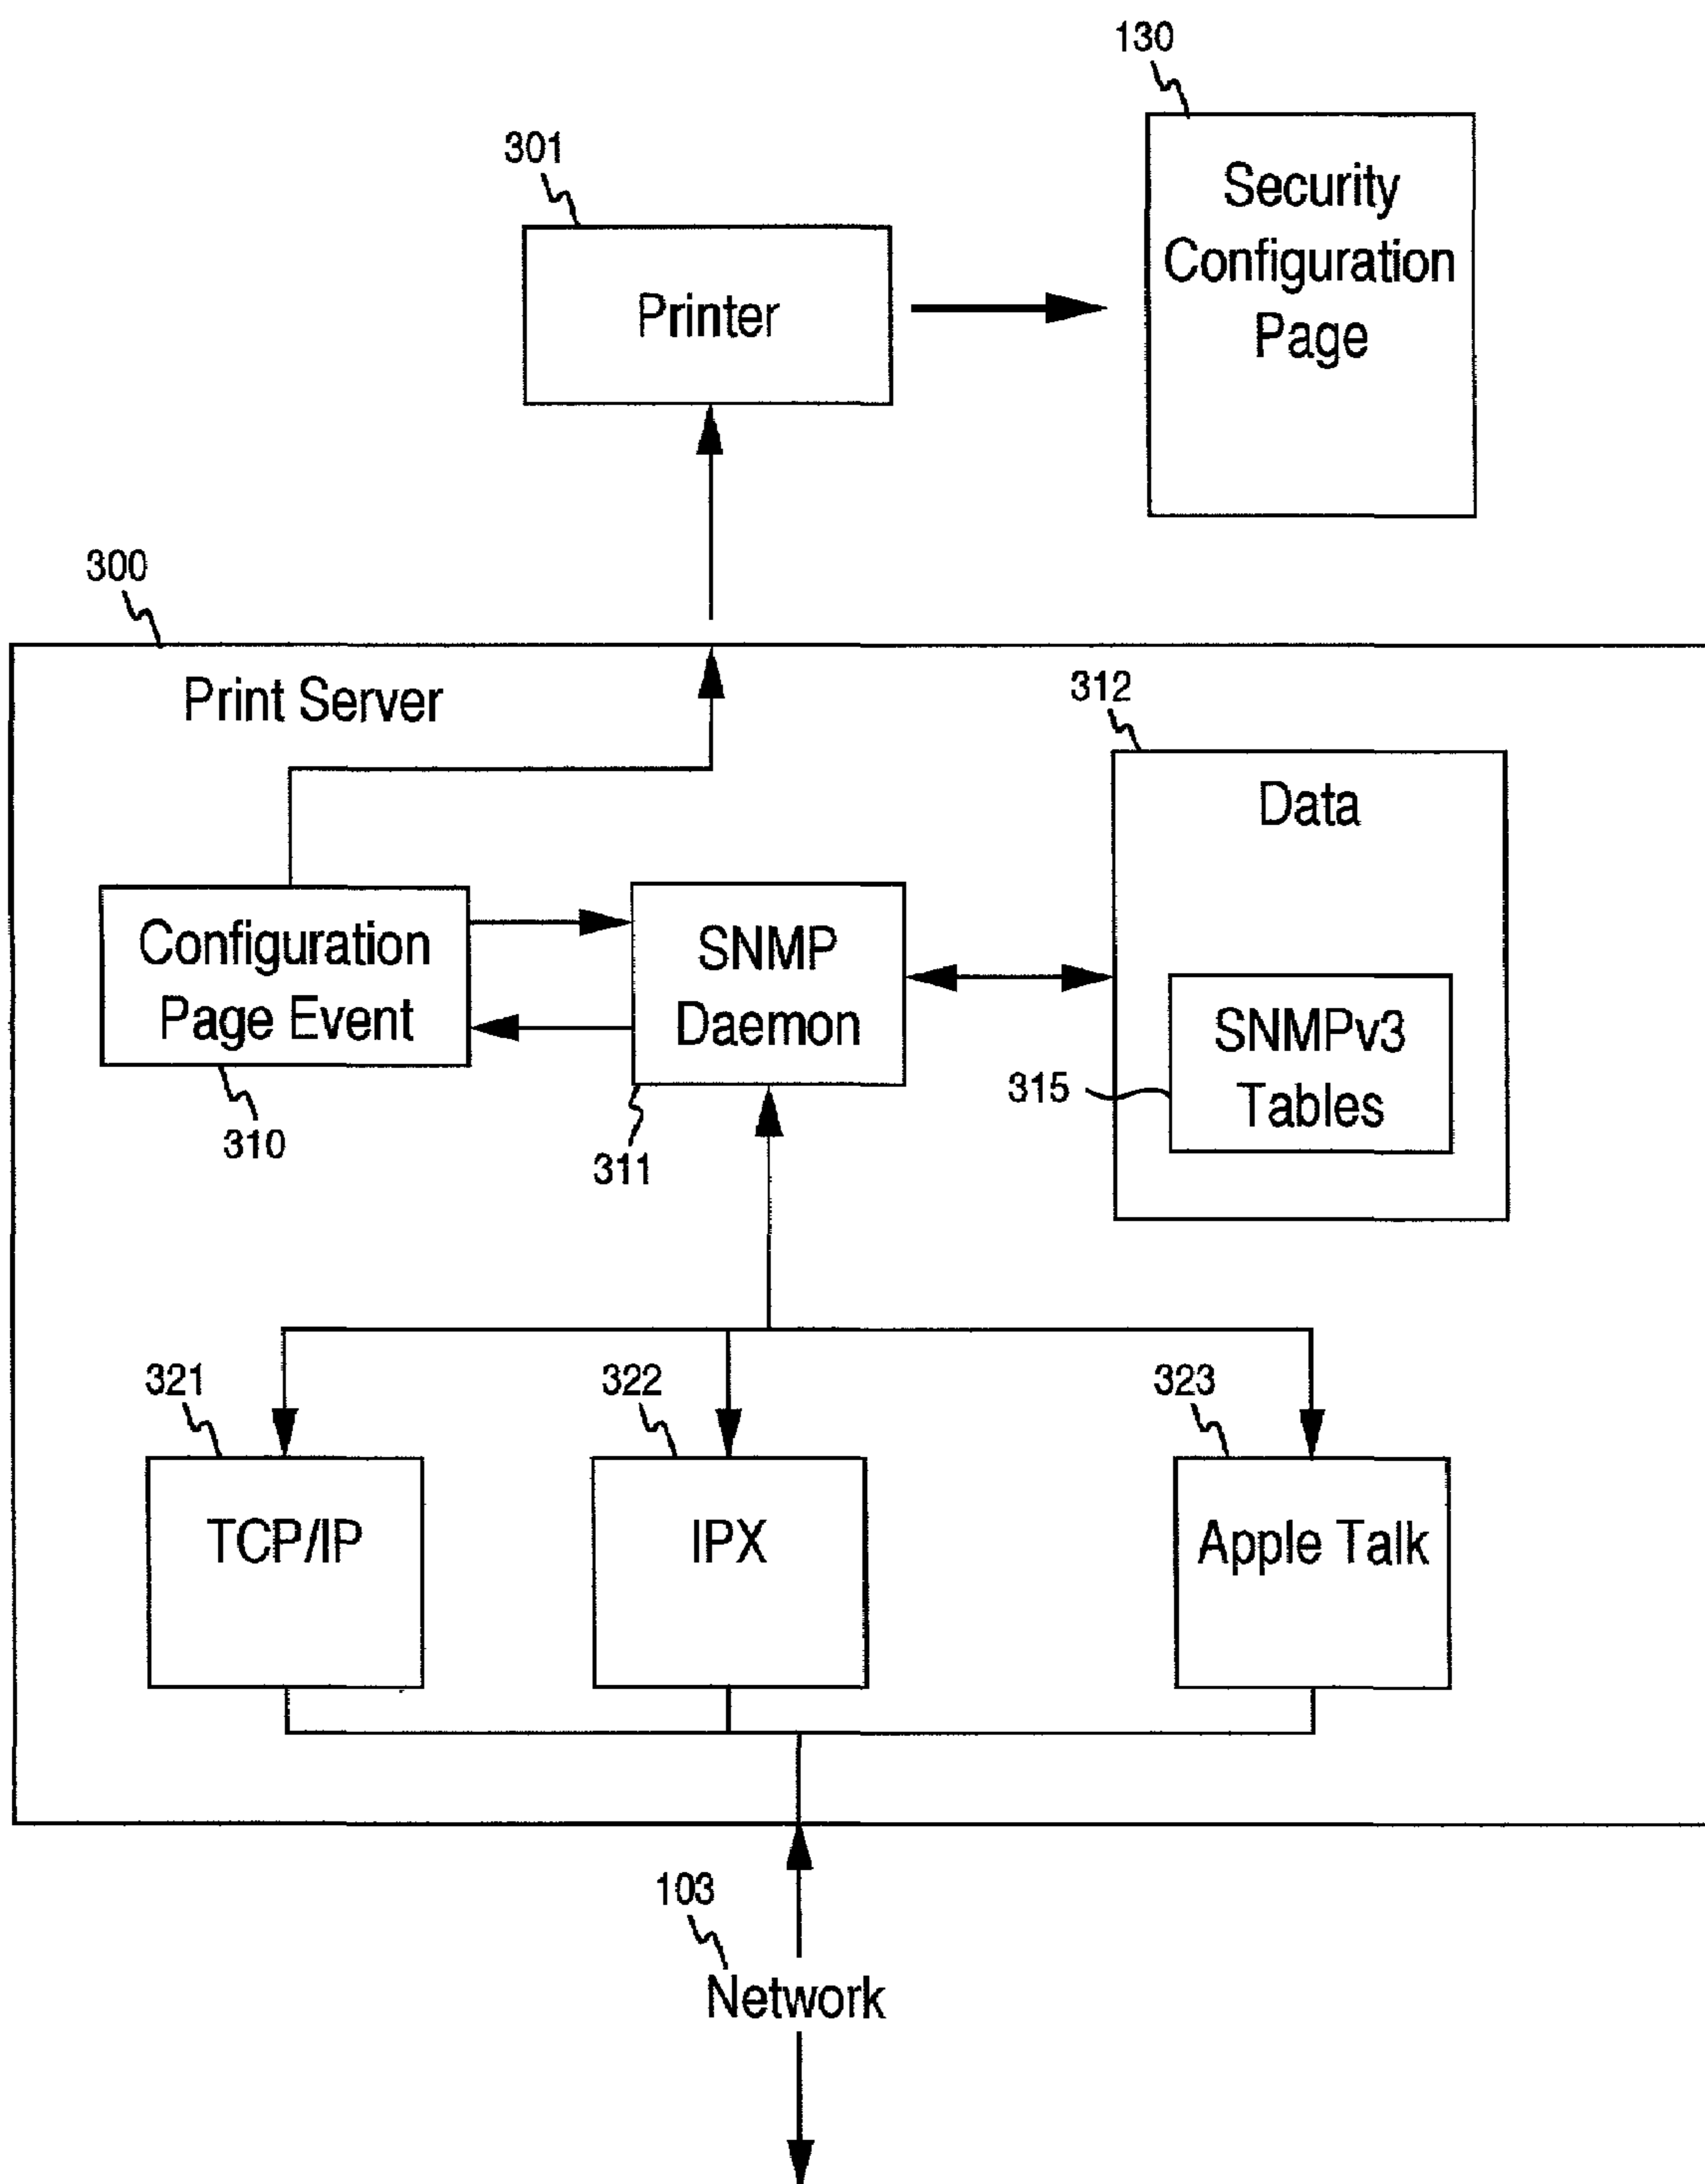 130
Security
Configuration
Page
301
Printer
300
Print Server
312
Data
Configuration
Page Event
310
SNMP
Daemon
311
SNMPv3
Tables
315
321
TCP/IP
322
IPX
323
Apple Talk
103
Network